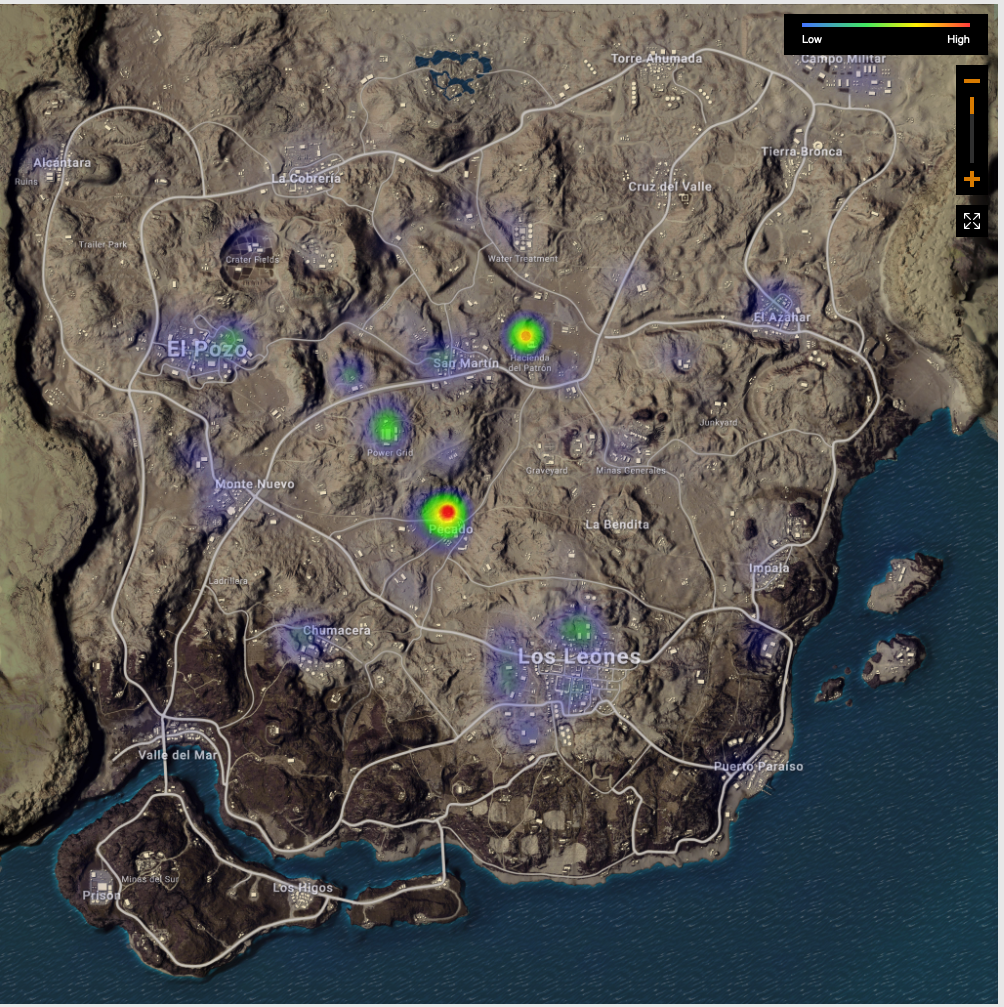 Low
High
Torre Ahumada
Campo Militar
Alcantara
Ruins
Tierra Bronca
La Cobreria
Cruz del Valle
Trailer Park
Crater Fields
Water Treatment
El Azahar
El Pozo
San Martin
Hacienda
del Patrón
Junkyard
Power Grid
Graveyard
Minas Generales
Monte Nuevo
La Bendita
Pecado
Impala
Ladrillera
Chumacera
Los Leones
Valle del Mar
Puerto Paraiso
Minas del Sur
Prison
Los Higos